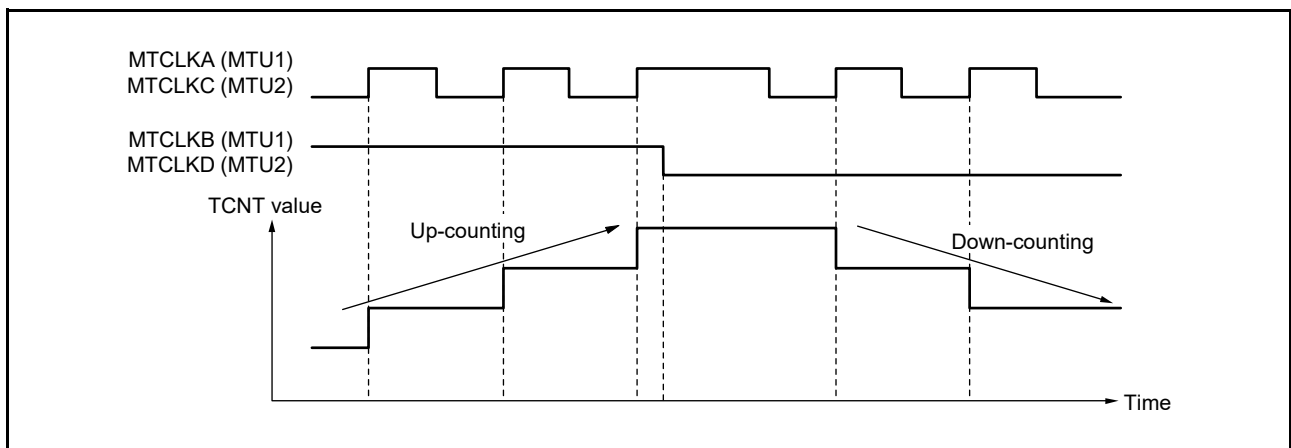 MTCLKA (MTU1)
MTCLKC (MTU2)
MTCLKB (MTU1)
MTCLKD (MTU2)
TCNT value
Up-counting
Down-counting
Time